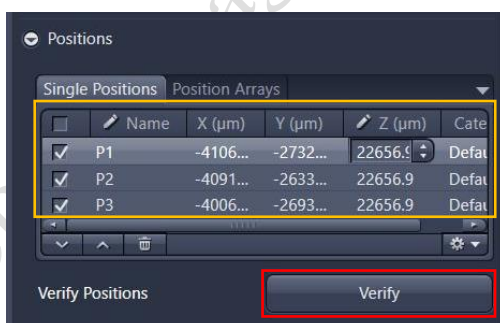 Positions
Single Positions Position Arrays
Name X (µm) Y (µm) Z (µm) Cate
P1 -4106... -2732... 22656.9 Defau
P2 -4091... -2633... 22656.9 Defau
P3 -4006... -2693... 22656.9 Defau
Verify Positions Verify